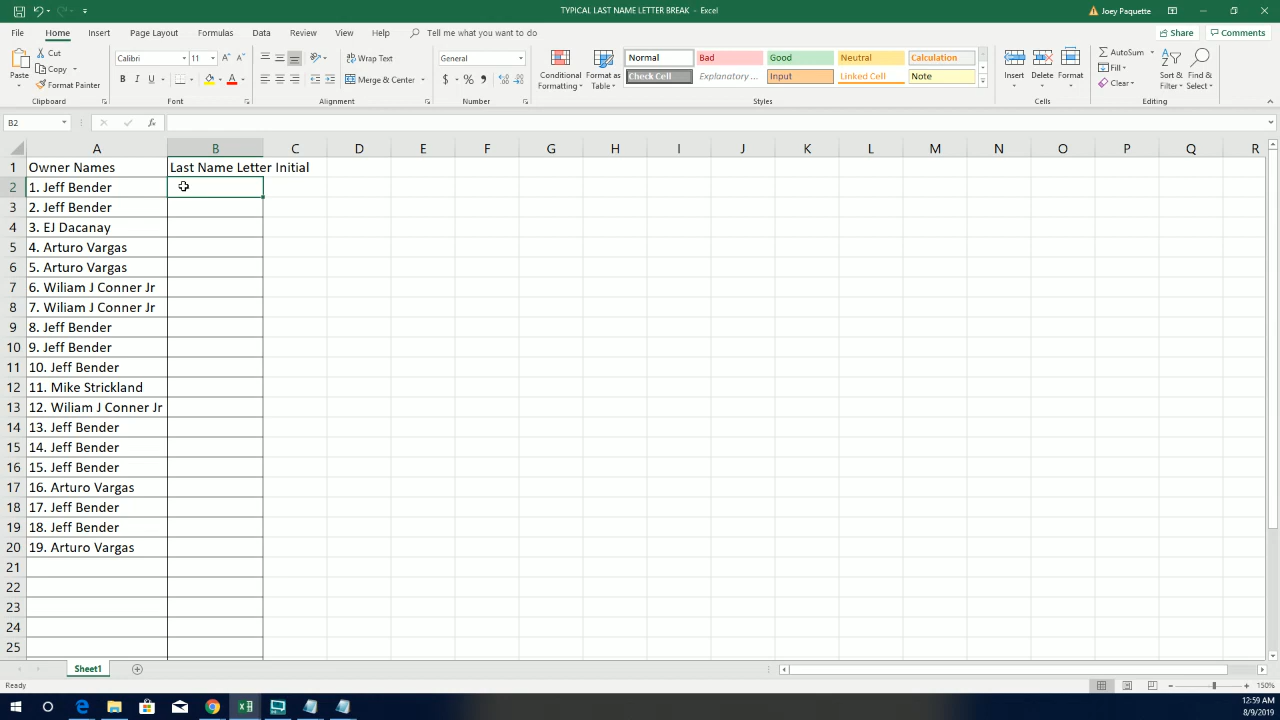 TYPICAL LAST NAME LETTER BREAK - Excel
Joey Paquette
File Home Insert Page Layout Formulas Data Review View Help Tell me what you want to do
Share Comments
Paste
Cut
Copy
Format Painter
Clipboard
Calibri 11
B I U
Font
Wrap Text
Merge & Center
Alignment
General
$ % ,
Number
Conditional Formatting
Format as Table
Normal Bad Good Neutral Calculation
Check Cell Explanatory ... Input Linked Cell Note
Styles
Insert Delete Format
Cells
AutoSum
Fill
Clear
Sort & Filter
Find & Select
Editing
B2
fx
A B C D E F G H I J K L M N O P Q R
1 Owner Names Last Name Letter Initial
2 1. Jeff Bender
3 2. Jeff Bender
4 3. EJ Dacanay
5 4. Arturo Vargas
6 5. Arturo Vargas
7 6. Wiliam J Conner Jr
8 7. Wiliam J Conner Jr
9 8. Jeff Bender
10 9. Jeff Bender
11 10. Jeff Bender
12 11. Mike Strickland
13 12. Wiliam J Conner Jr
14 13. Jeff Bender
15 14. Jeff Bender
16 15. Jeff Bender
17 16. Arturo Vargas
18 17. Jeff Bender
19 18. Jeff Bender
20 19. Arturo Vargas
21
22
23
24
25
Sheet1
Ready
150%
12:59 AM
8/9/2019